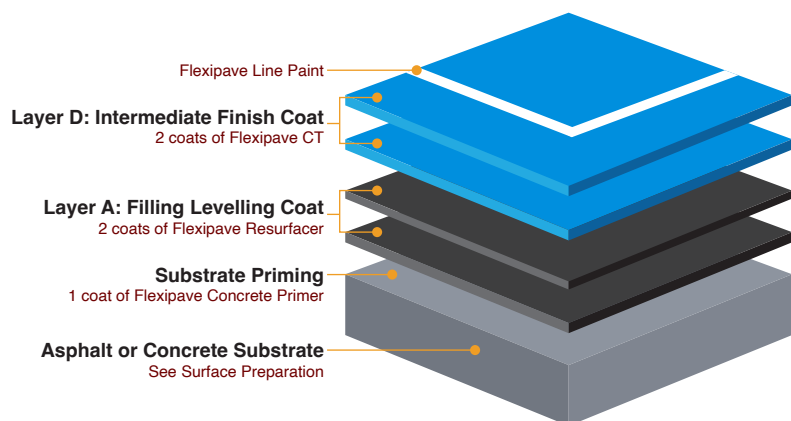 Flexipave Line Paint
Layer D: Intermediate Finish Coat
2 coats of Flexipave CT
Layer A: Filling Levelling Coat
2 coats of Flexipave Resurfacer
Substrate Priming
1 coat of Flexipave Concrete Primer
Asphalt or Concrete Substrate
See Surface Preparation